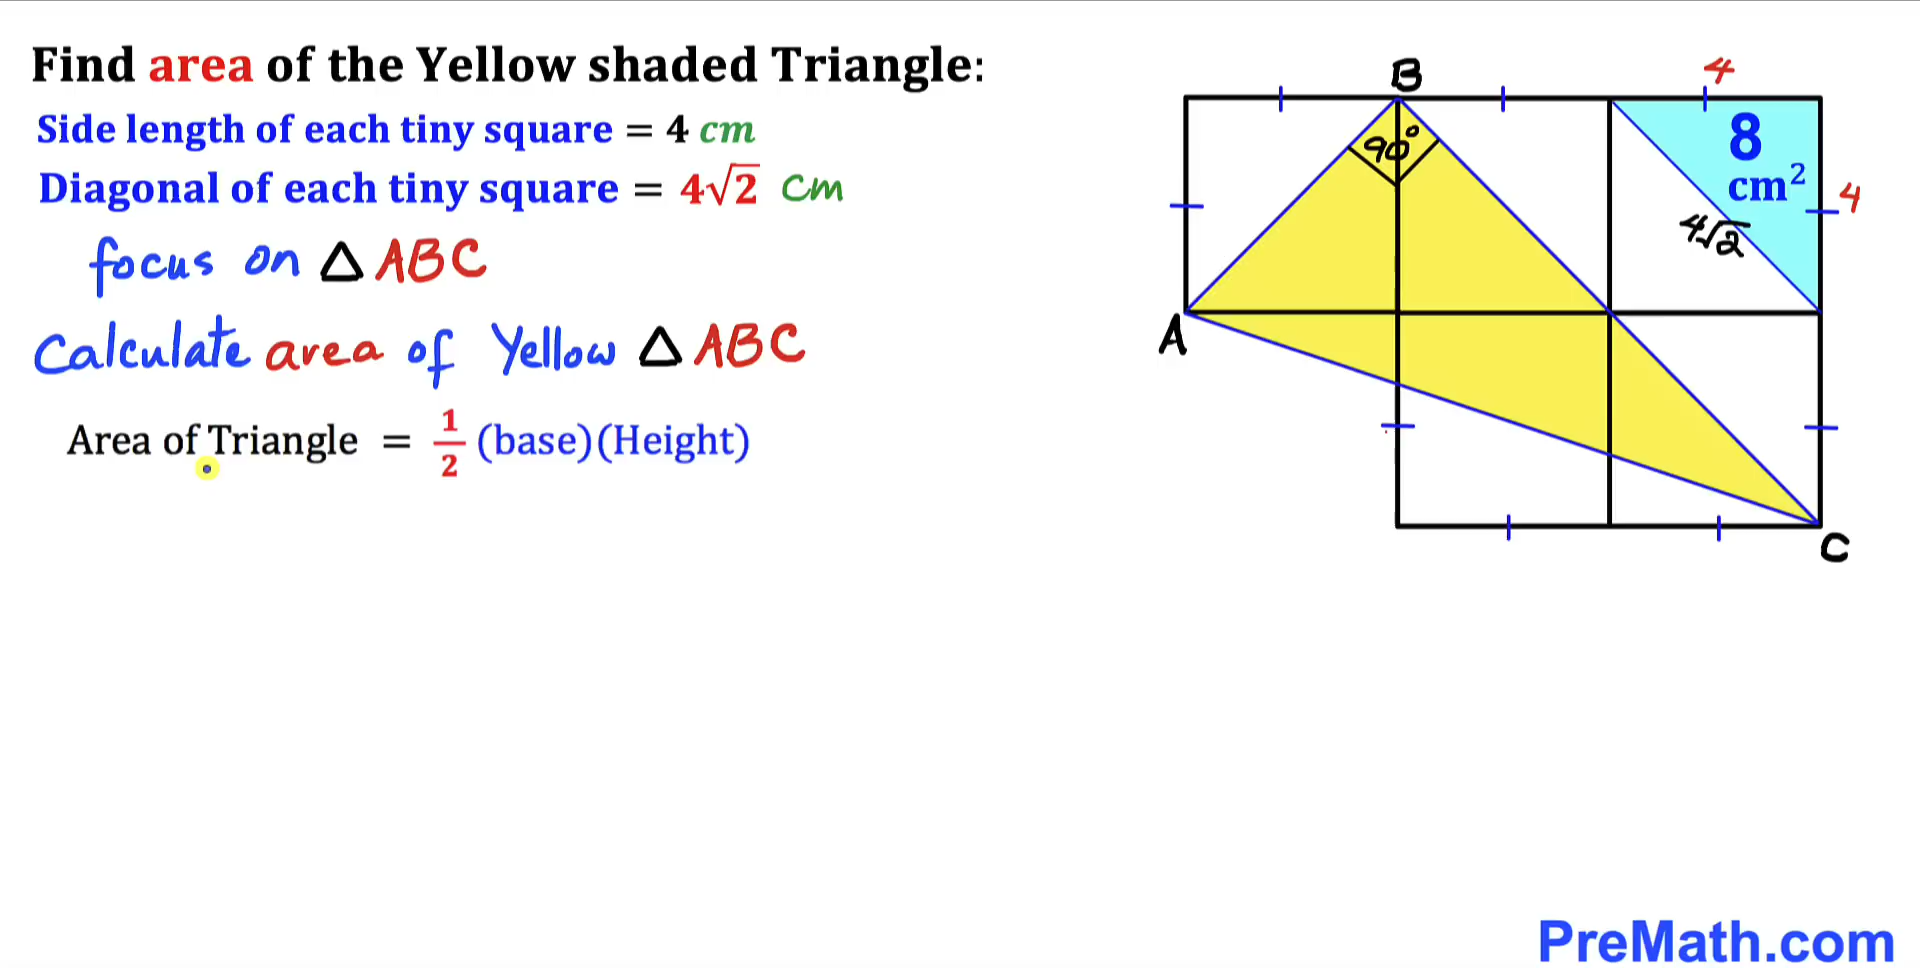 Find area of the Yellow shaded Triangle:
Side length of each tiny square = 4 cm
Diagonal of each tiny square = 4√2 cm
focus on △ ABC
Calculate area of Yellow △ ABC
Area of Triangle = 1/2 (base)(Height)
B
4
90°
8
cm²
4
4√2
A
C
PreMath.com